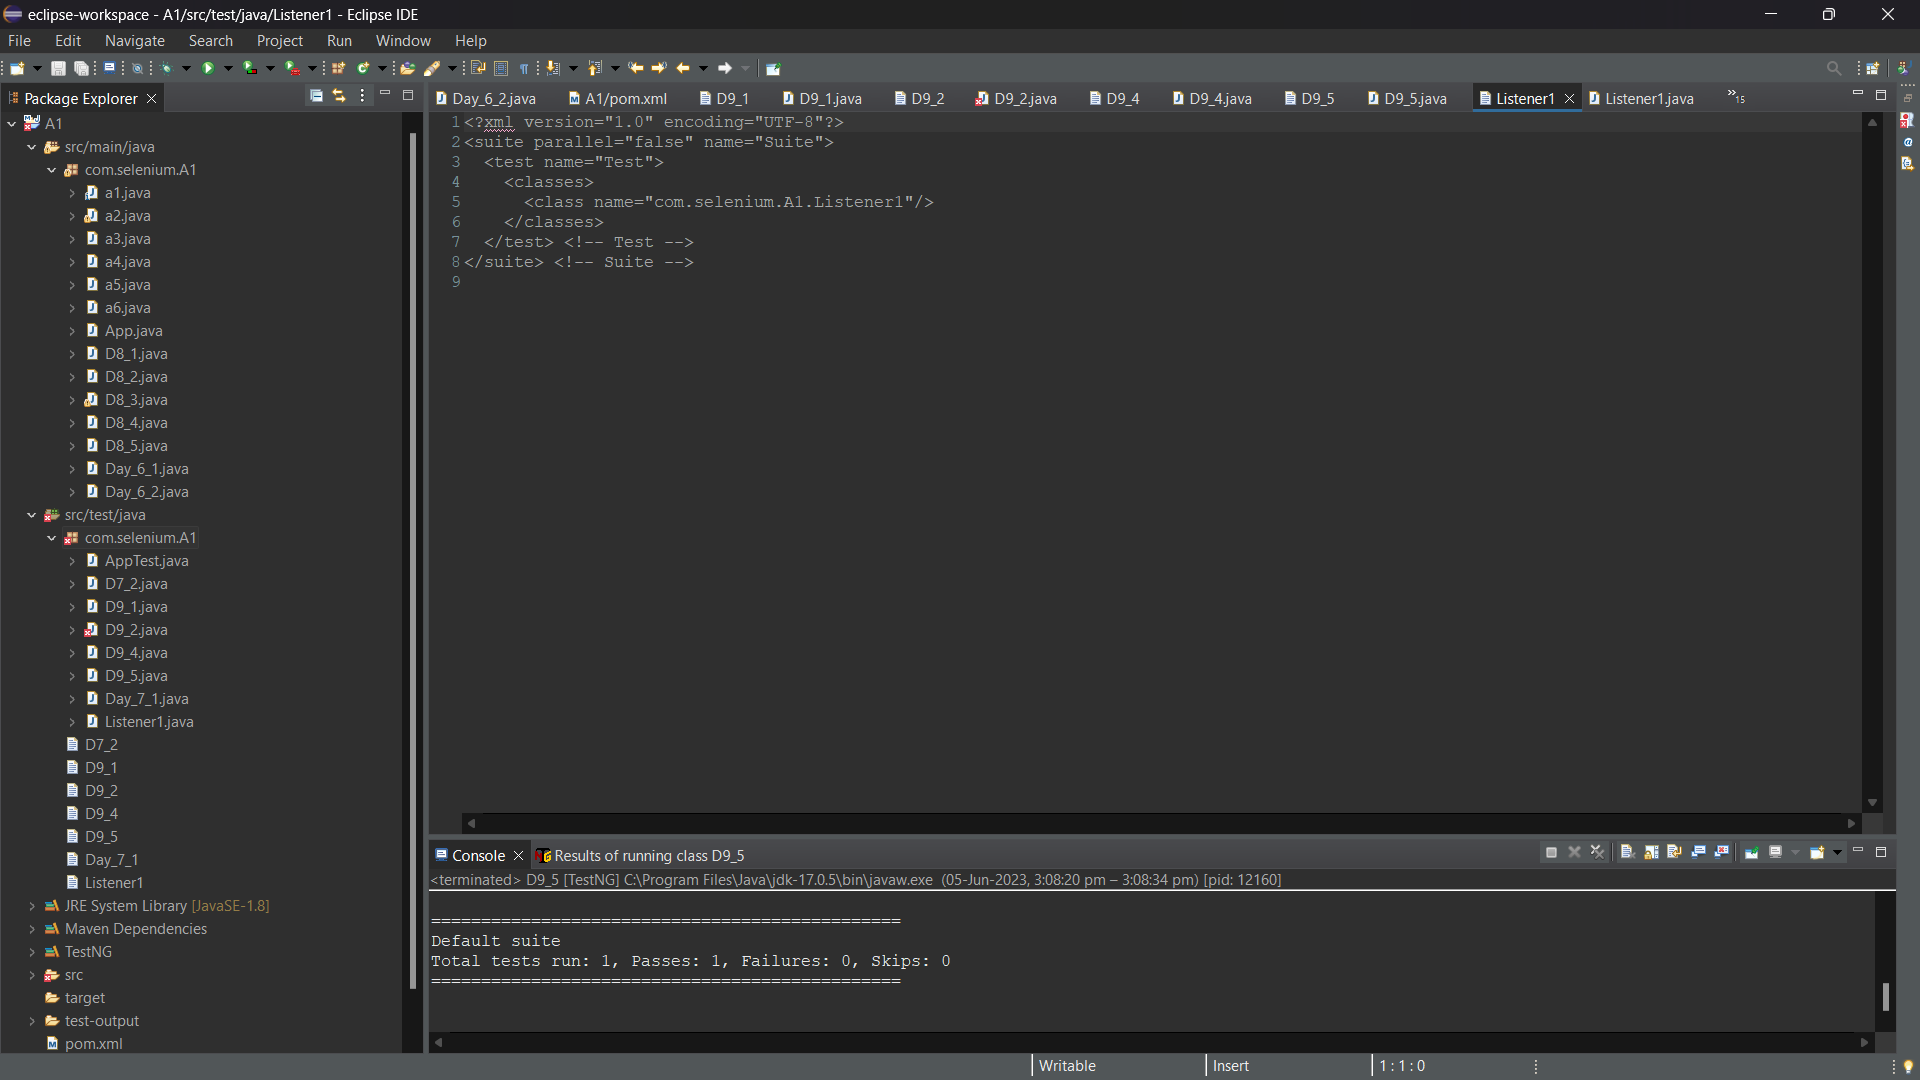 eclipse-workspace - A1/src/test/java/Listener1 - Eclipse IDE
File Edit Navigate Search Project Run Window Help
Package Explorer
A1
src/main/java
com.selenium.A1
a1.java
a2.java
a3.java
a4.java
a5.java
a6.java
App.java
D8_1.java
D8_2.java
D8_3.java
D8_4.java
D8_5.java
Day_6_1.java
Day_6_2.java
src/test/java
com.selenium.A1
AppTest.java
D7_2.java
D9_1.java
D9_2.java
D9_4.java
D9_5.java
Day_7_1.java
Listener1.java
D7_2
D9_1
D9_2
D9_4
D9_5
Day_7_1
Listener1
JRE System Library [JavaSE-1.8]
Maven Dependencies
TestNG
src
target
test-output
pom.xml
Day_6_2.java A1/pom.xml D9_1 D9_1.java D9_2 D9_2.java D9_4 D9_4.java D9_5 D9_5.java Listener1 Listener1.java »15
1 <?xml version="1.0" encoding="UTF-8"?>
2 <suite parallel="false" name="Suite">
3 <test name="Test">
4 <classes>
5 <class name="com.selenium.A1.Listener1"/>
6 </classes>
7 </test> <!-- Test -->
8 </suite> <!-- Suite -->
9
Console Results of running class D9_5
<terminated> D9_5 [TestNG] C:\Program Files\Java\jdk-17.0.5\bin\javaw.exe (05-Jun-2023, 3:08:20 pm – 3:08:34 pm) [pid: 12160]
===============================================
Default suite
Total tests run: 1, Passes: 1, Failures: 0, Skips: 0
===============================================
Writable Insert 1 : 1 : 0